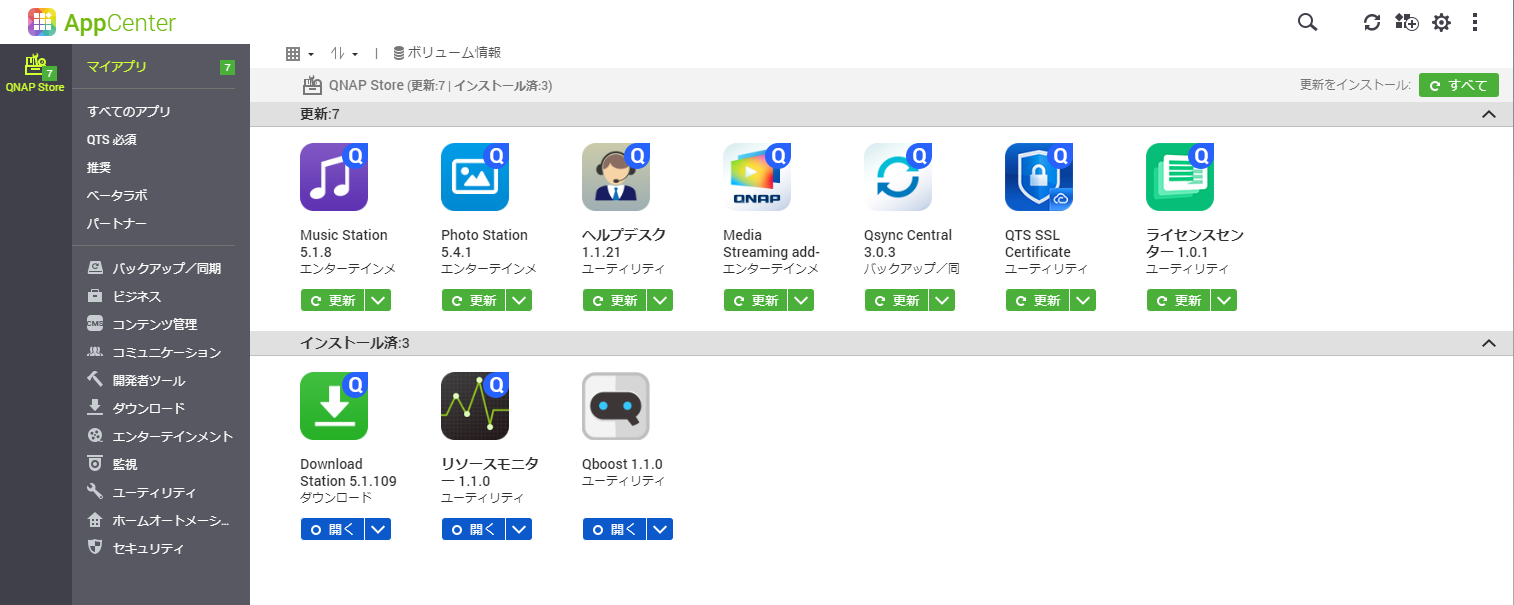 AppCenter
7
QNAP Store
マイアプリ 7
すべてのアプリ
QTS 必須
推奨
ベータラボ
パートナー
バックアップ／同期
ビジネス
CMS コンテンツ管理
コミュニケーション
開発者ツール
ダウンロード
エンターテインメント
監視
ユーティリティ
ホームオートメーシ...
セキュリティ
| ボリューム情報
QNAP Store (更新:7 | インストール済:3)
更新をインストール: すべて
更新:7
Q Q Q Q Q Q Q
QNAP
Music Station
5.1.8
エンターテインメ
更新
Photo Station
5.4.1
エンターテインメ
更新
ヘルプデスク
1.1.21
ユーティリティ
更新
Media
Streaming add-
エンターテインメ
更新
Qsync Central
3.0.3
バックアップ／同
更新
QTS SSL
Certificate
ユーティリティ
更新
ライセンスセン
ター 1.0.1
ユーティリティ
更新
インストール済:3
Q Q
Download
Station 5.1.109
ダウンロード
開く
リソースモニタ
ー 1.1.0
ユーティリティ
開く
Qboost 1.1.0
ユーティリティ
開く